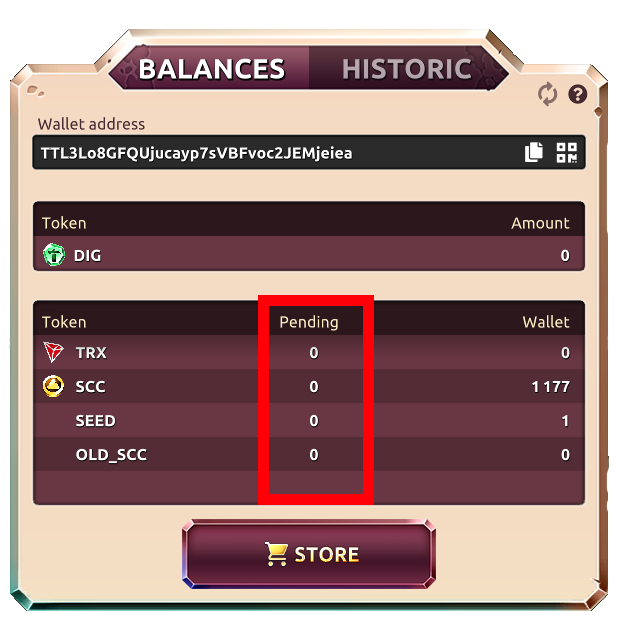 BALANCES HISTORIC
Wallet address
TTL3Lo8GFQUjucayp7sVBFvoc2JEMjeiea
Token Amount
DIG 0
Token Pending Wallet
TRX 0 0
SCC 0 1 177
SEED 0 1
OLD_SCC 0 0
STORE